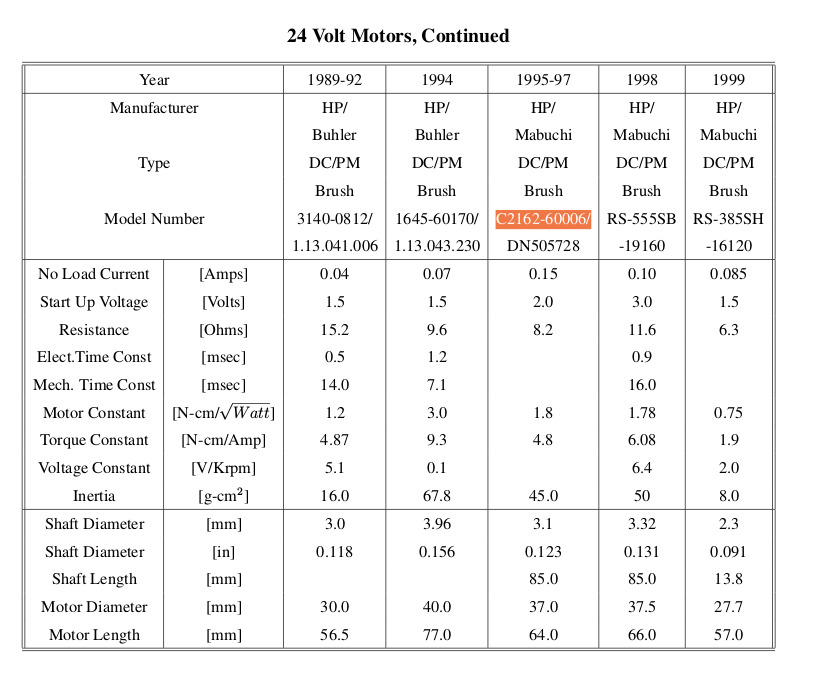 24 Volt Motors, Continued
Year 1989-92 1994 1995-97 1998 1999
Manufacturer HP/ HP/ HP/ HP/ HP/
Buhler Buhler Mabuchi Mabuchi Mabuchi
Type DC/PM DC/PM DC/PM DC/PM DC/PM
Brush Brush Brush Brush Brush
Model Number 3140-0812/ 1645-60170/ C2162-60006/ RS-555SB RS-385SH
1.13.041.006 1.13.043.230 DN505728 -19160 -16120
No Load Current [Amps] 0.04 0.07 0.15 0.10 0.085
Start Up Voltage [Volts] 1.5 1.5 2.0 3.0 1.5
Resistance [Ohms] 15.2 9.6 8.2 11.6 6.3
Elect.Time Const [msec] 0.5 1.2 0.9
Mech. Time Const [msec] 14.0 7.1 16.0
Motor Constant [N-cm/√Watt] 1.2 3.0 1.8 1.78 0.75
Torque Constant [N-cm/Amp] 4.87 9.3 4.8 6.08 1.9
Voltage Constant [V/Krpm] 5.1 0.1 6.4 2.0
Inertia [g-cm²] 16.0 67.8 45.0 50 8.0
Shaft Diameter [mm] 3.0 3.96 3.1 3.32 2.3
Shaft Diameter [in] 0.118 0.156 0.123 0.131 0.091
Shaft Length [mm] 85.0 85.0 13.8
Motor Diameter [mm] 30.0 40.0 37.0 37.5 27.7
Motor Length [mm] 56.5 77.0 64.0 66.0 57.0